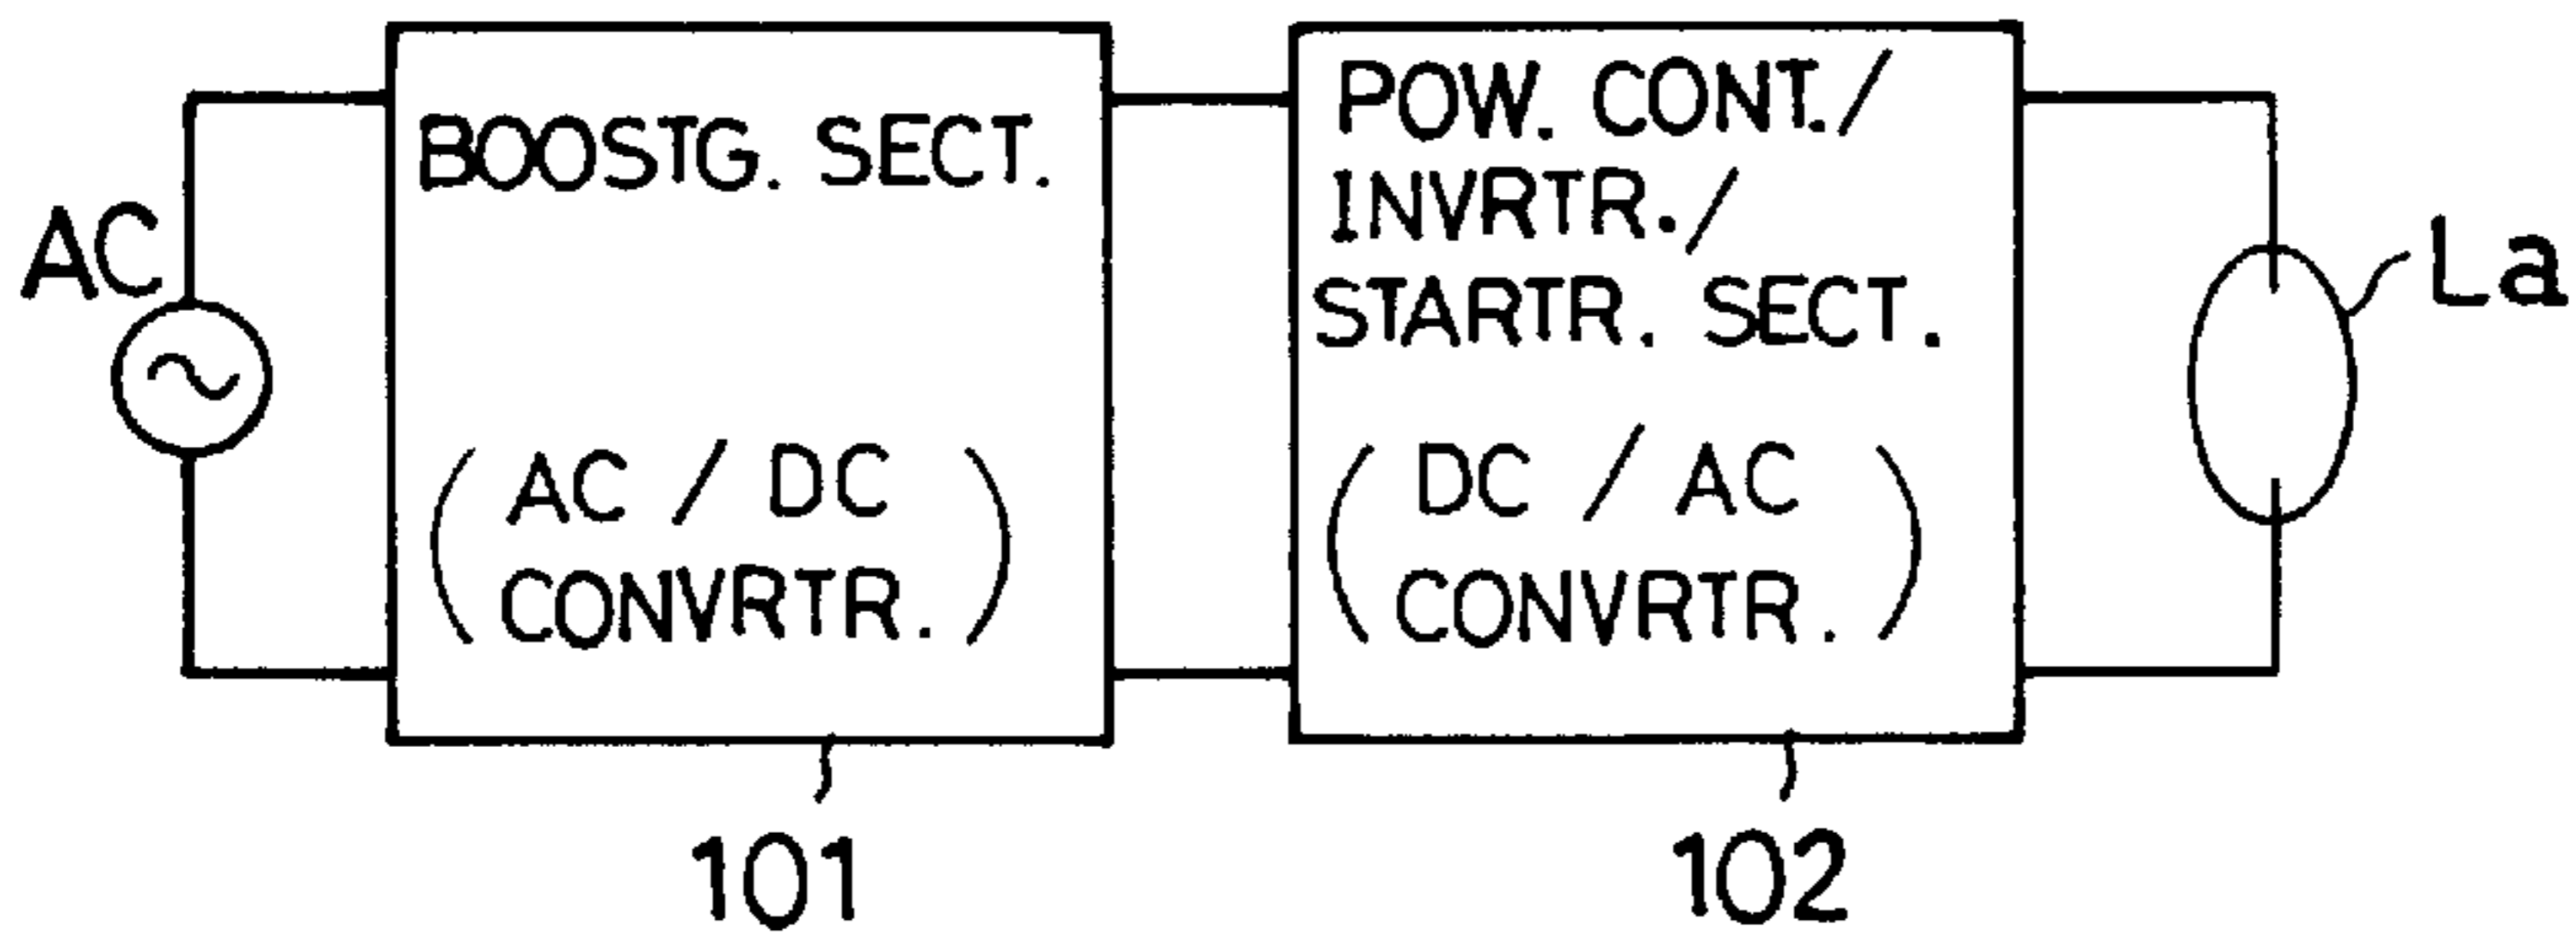 AC
BOOSTG. SECT.
(AC / DC
CONVRTR.)
101
POW. CONT./
INVRTR./
STARTR. SECT.
(DC / AC
CONVRTR.)
102
La